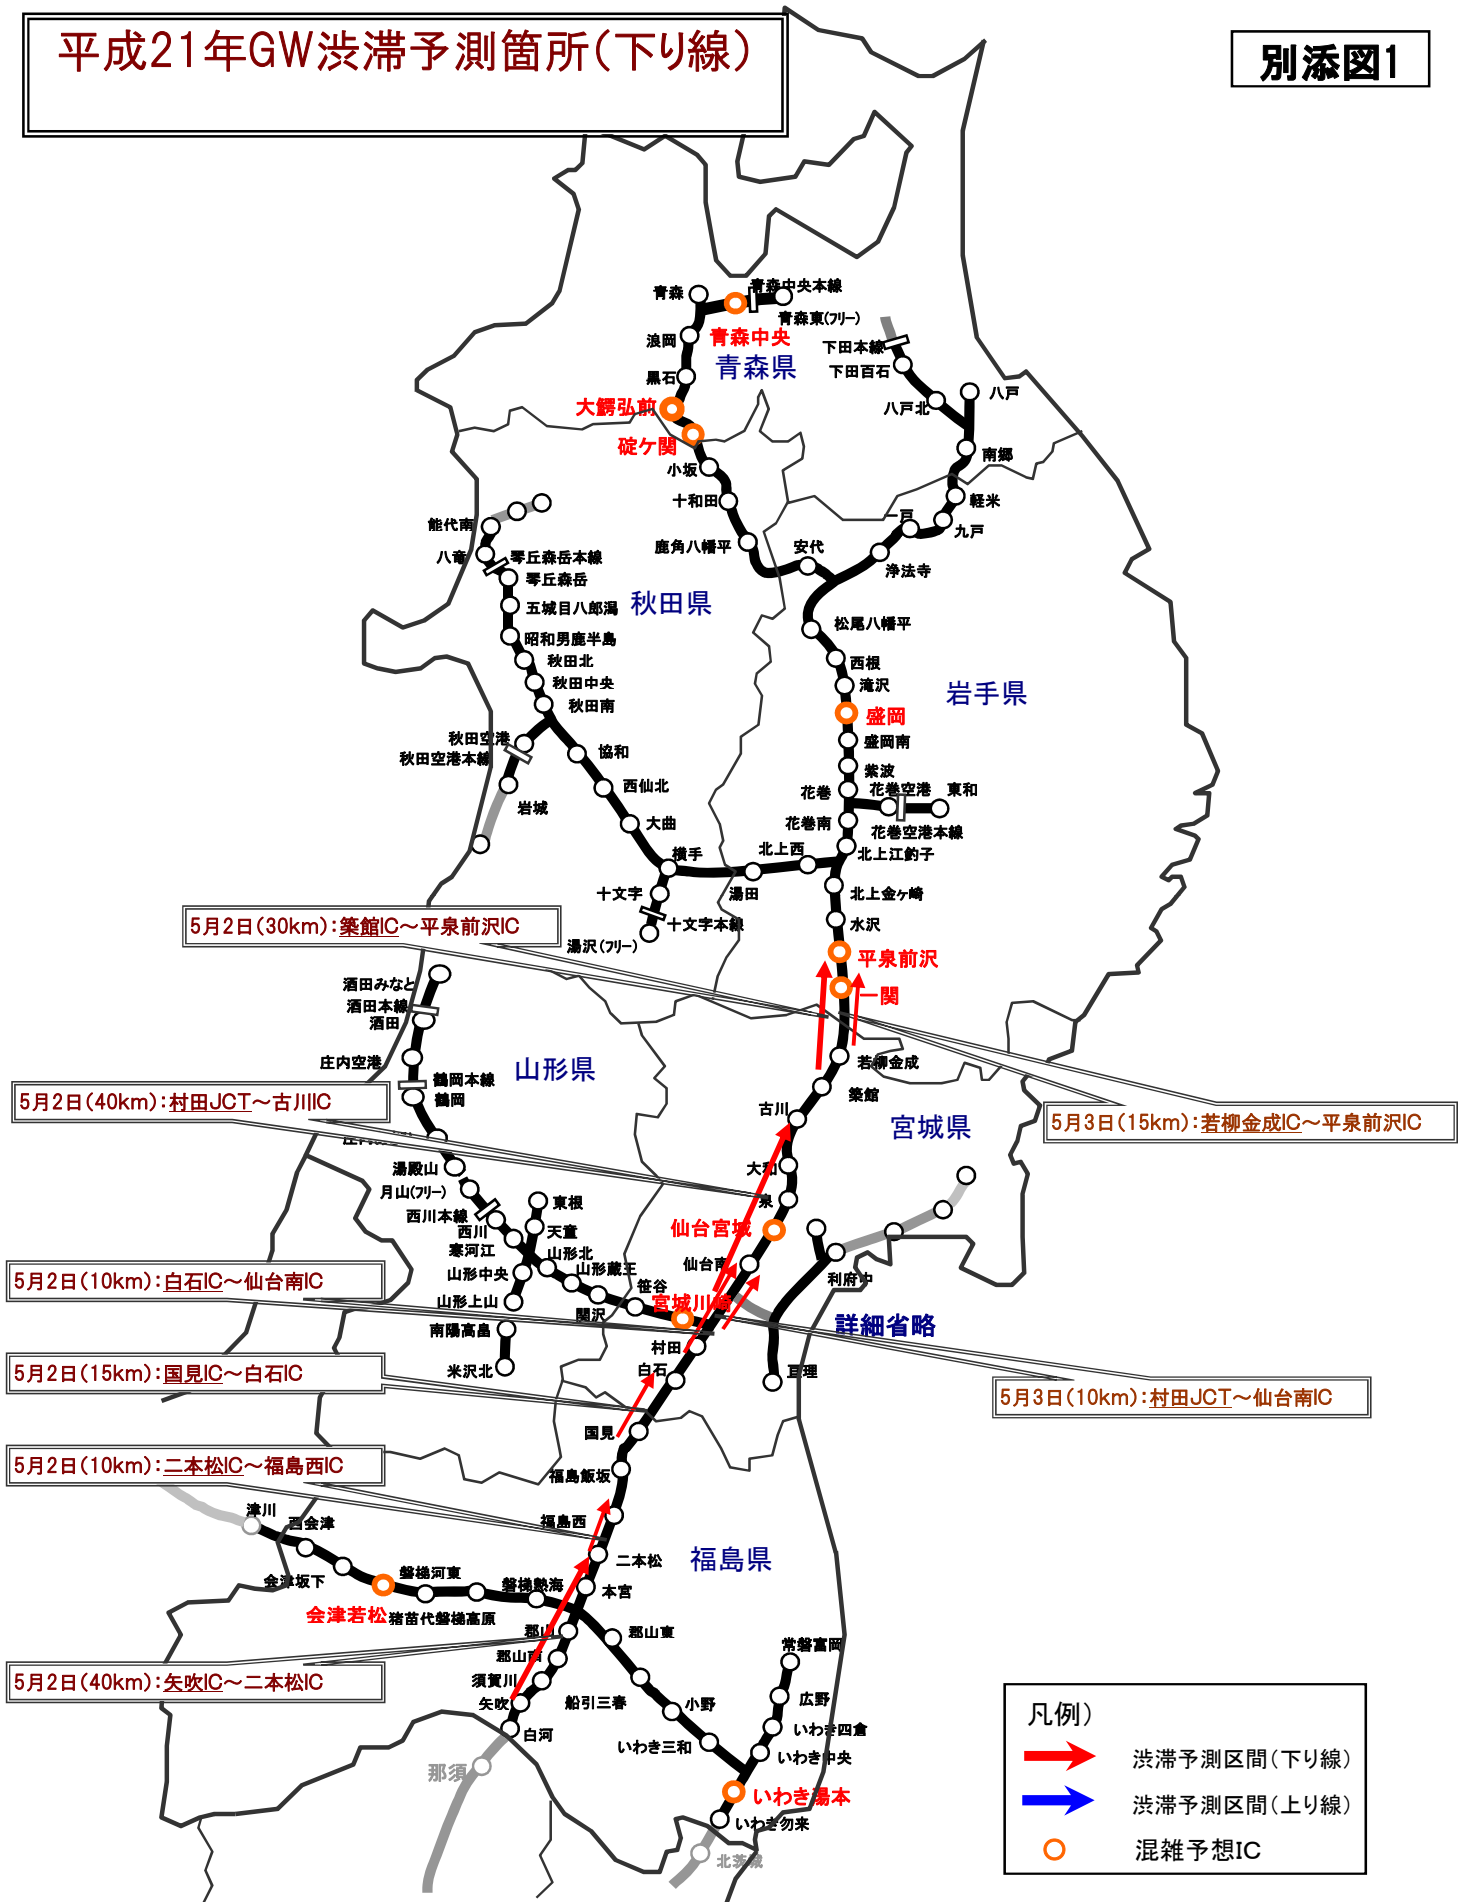 平成21年GW渋滞予測箇所(下り線)
別添図1
青森
青森中央本線
青森東(フリー)
浪岡
青森中央
青森県
下田本線
下田百石
黒石
八戸北
八戸
大鰐弘前
碇ケ関
南郷
小坂
十和田
軽米
一戸
九戸
能代南
八竜
琴丘森岳本線
鹿角八幡平
安代
浄法寺
琴丘森岳
五城目八郎潟
秋田県
昭和男鹿半島
松尾八幡平
秋田北
西根
秋田中央
滝沢
岩手県
秋田南
盛岡
秋田空港
盛岡南
秋田空港本線
協和
紫波
西仙北
花巻
花巻空港
東和
岩城
大曲
花巻南
花巻空港本線
横手
北上西
北上江釣子
十文字
湯田
北上金ヶ崎
5月2日(30km):築館IC~平泉前沢IC
十文字本線
水沢
湯沢(フリー)
平泉前沢
酒田みなと
一関
酒田本線
酒田
庄内空港
山形県
若柳金成
鶴岡本線
鶴岡
築館
5月2日(40km):村田JCT~古川IC
古川
宮城県
5月3日(15km):若柳金成IC~平泉前沢IC
湯殿山
大和
月山(フリー)
泉
東根
西川本線
西川
天童
仙台宮城
寒河江
山形北
仙台南
山形中央
山形蔵王
5月2日(10km):白石IC~仙台南IC
笹谷
利府中
山形上山
関沢
宮城川崎
詳細省略
南陽高畠
村田
5月2日(15km):国見IC~白石IC
米沢北
白石
亘理
5月3日(10km):村田JCT~仙台南IC
国見
5月2日(10km):二本松IC~福島西IC
福島飯坂
津川
西会津
福島西
二本松
福島県
会津坂下
磐梯河東
磐梯熱海
本宮
会津若松
猪苗代磐梯高原
郡山
郡山東
常磐富岡
郡山南
5月2日(40km):矢吹IC~二本松IC
須賀川
矢吹
船引三春
小野
広野
白河
いわき三和
いわき四倉
いわき中央
那須
いわき湯本
いわき勿来
北茨城
凡例)
渋滞予測区間(下り線)
渋滞予測区間(上り線)
混雑予想IC